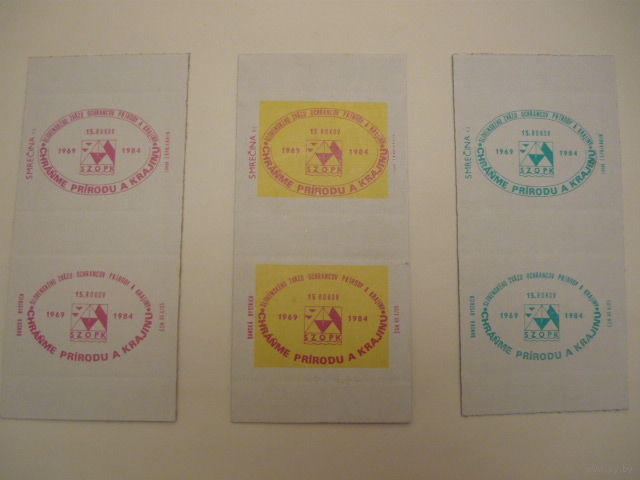 SLOVENSKÉHO ZVÄZU OCHRANCOV PRÍRODY A KRAJINY
15. ROKOV
1969 1984
SZOPK
CHRÁŇME PRÍRODU A KRAJINU
SMREČINA n.p.
SLOVENSKÉHO ZVÄZU OCHRANCOV PRÍRODY A KRAJINY
15. ROKOV
1969 1984
SZOPK
CHRÁŇME PRÍRODU A KRAJINU
BANSKÁ BYSTRICA
SLOVENSKÉHO ZVÄZU OCHRANCOV PRÍRODY A KRAJINY
15 ROKOV
1969 1984
SZOPK
CHRÁŇME PRÍRODU A KRAJINU
SMREČINA n.p.
SLOVENSKÉHO ZVÄZU OCHRANCOV PRÍRODY A KRAJINY
15 ROKOV
1969 1984
SZOPK
CHRÁŇME PRÍRODU A KRAJINU
BANSKÁ BYSTRICA
SLOVENSKÉHO ZVÄZU OCHRANCOV PRÍRODY A KRAJINY
15. ROKOV
1969 1984
SZOPK
CHRÁŇME PRÍRODU A KRAJINU
SMREČINA n.p.
SLOVENSKÉHO ZVÄZU OCHRANCOV PRÍRODY A KRAJINY
15. ROKOV
1969 1984
SZOPK
CHRÁŇME PRÍRODU A KRAJINU
BANSKÁ BYSTRICA